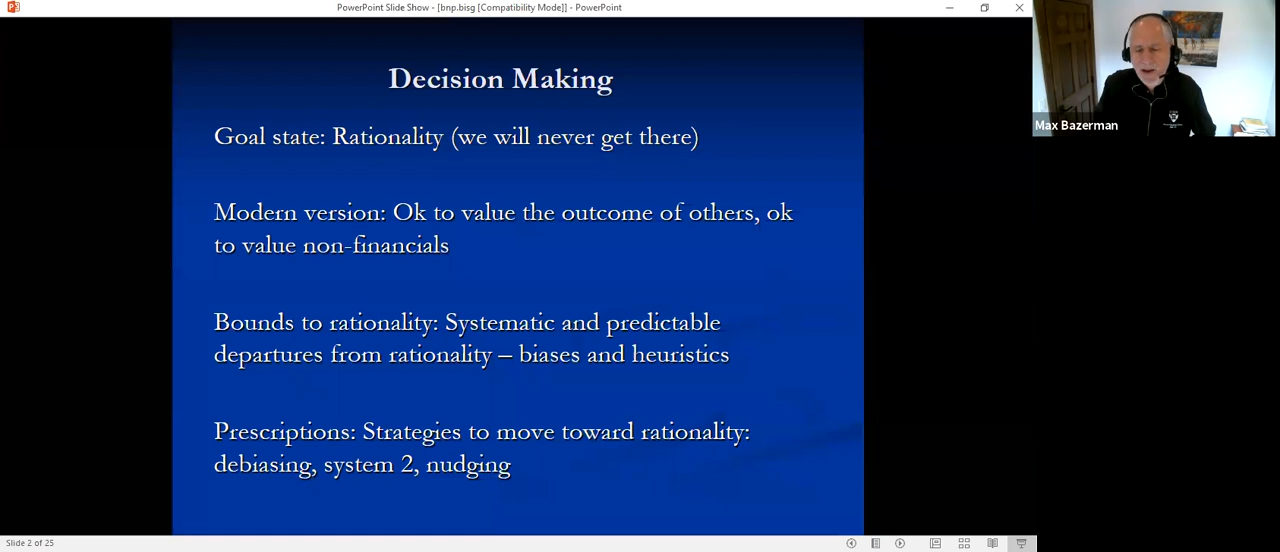 PowerPoint Slide Show - [bnp.bisg [Compatibility Mode]] - PowerPoint
Decision Making
Goal state: Rationality (we will never get there)
Modern version: Ok to value the outcome of others, ok
to value non-financials
Bounds to rationality: Systematic and predictable
departures from rationality – biases and heuristics
Prescriptions: Strategies to move toward rationality:
debiasing, system 2, nudging
Slide 2 of 25
Max Bazerman